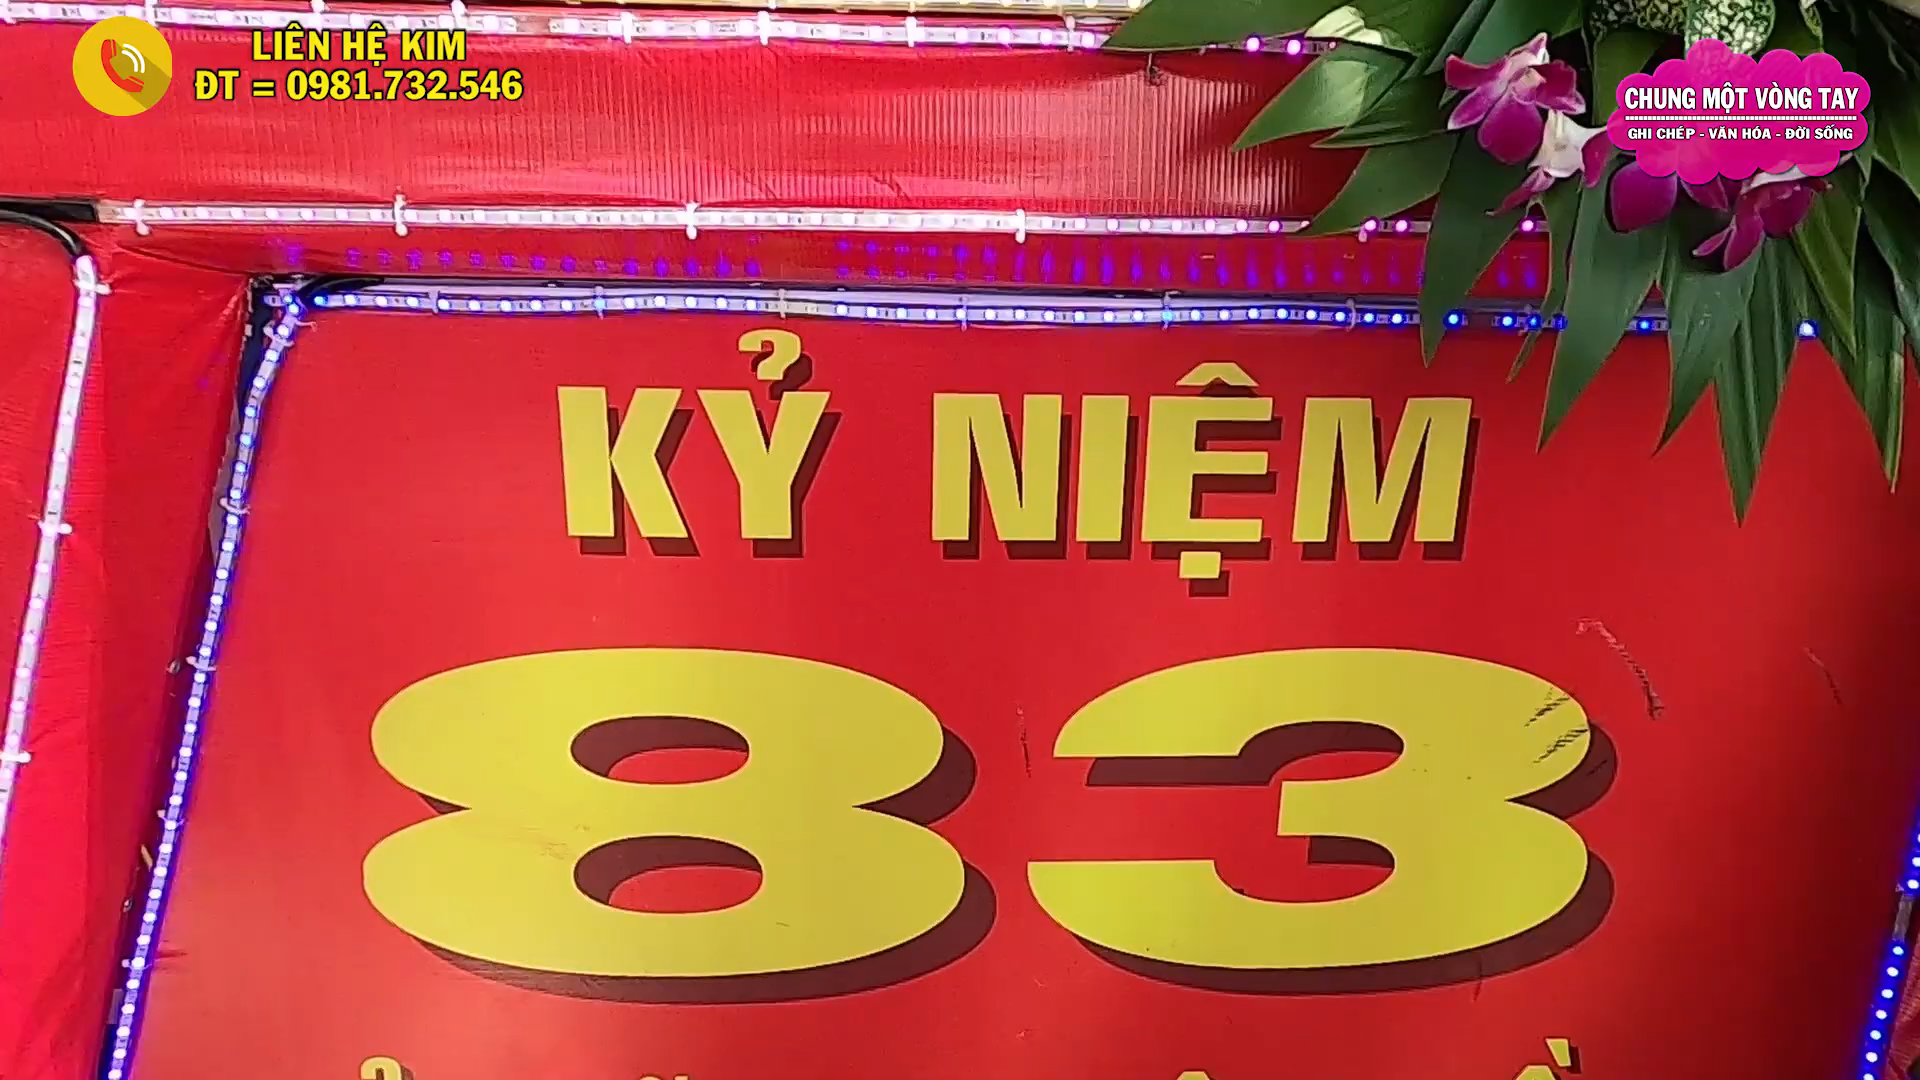 LIÊN HỆ KIM
ĐT = 0981.732.546
CHUNG MỘT VÒNG TAY
GHI CHÉP - VĂN HÓA - ĐỜI SỐNG
KỶ NIỆM
83